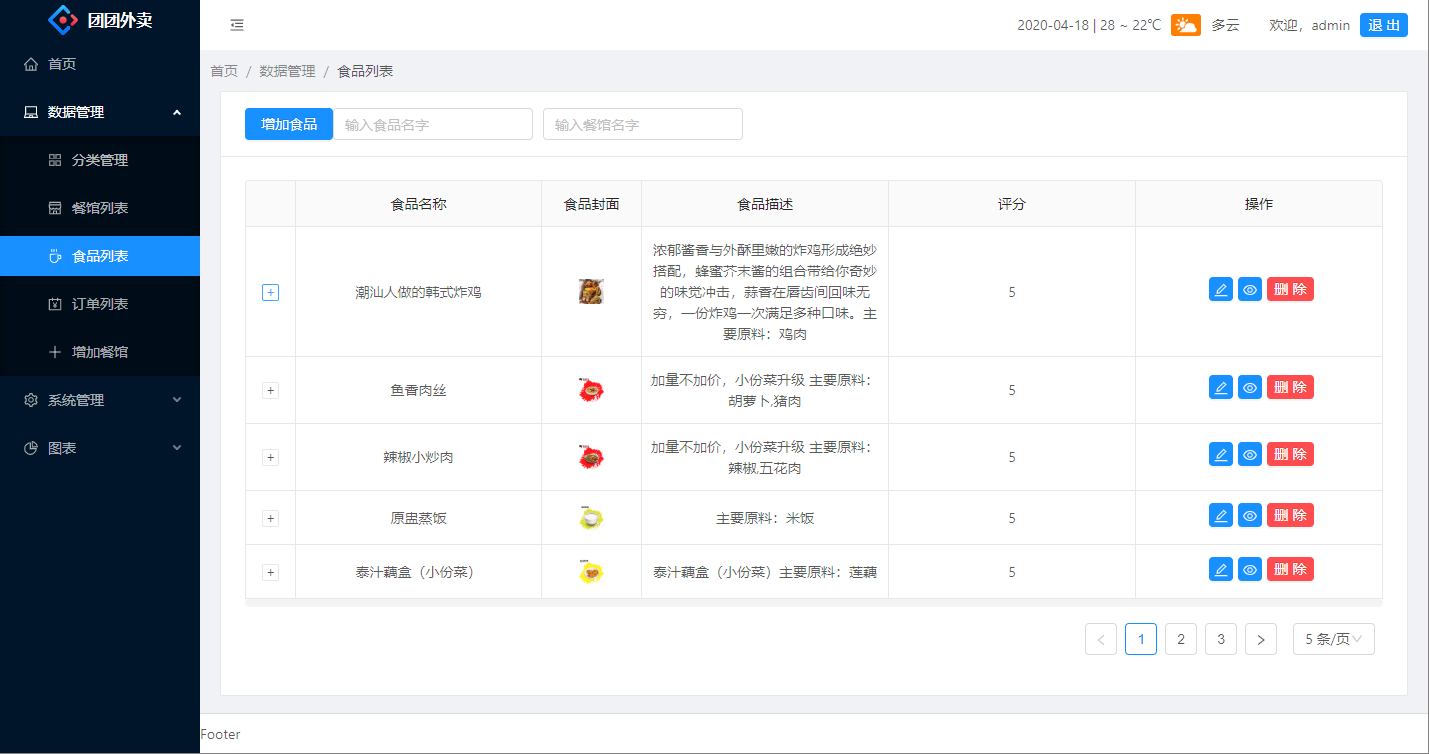 团团外卖
2020-04-18 | 28 ~ 22℃ 多云 欢迎，admin 退 出
首页
数据管理
分类管理
餐馆列表
食品列表
订单列表
增加餐馆
系统管理
图表
首页 / 数据管理 / 食品列表
增加食品 输入食品名字 输入餐馆名字
食品名称 食品封面 食品描述 评分 操作
+ 潮汕人做的韩式炸鸡 5 删 除
浓郁酱香与外酥里嫩的炸鸡形成绝妙
搭配，蜂蜜芥末酱的组合带给你奇妙
的味觉冲击，蒜香在唇齿间回味无
穷，一份炸鸡一次满足多种口味。主
要原料：鸡肉
+ 鱼香肉丝 5 删 除
加量不加价，小份菜升级 主要原料：
胡萝卜,猪肉
+ 辣椒小炒肉 5 删 除
加量不加价，小份菜升级 主要原料：
辣椒,五花肉
+ 原盅蒸饭 主要原料：米饭 5 删 除
+ 泰汁藕盒（小份菜） 泰汁藕盒（小份菜）主要原料：莲藕 5 删 除
< 1 2 3 > 5 条/页
Footer